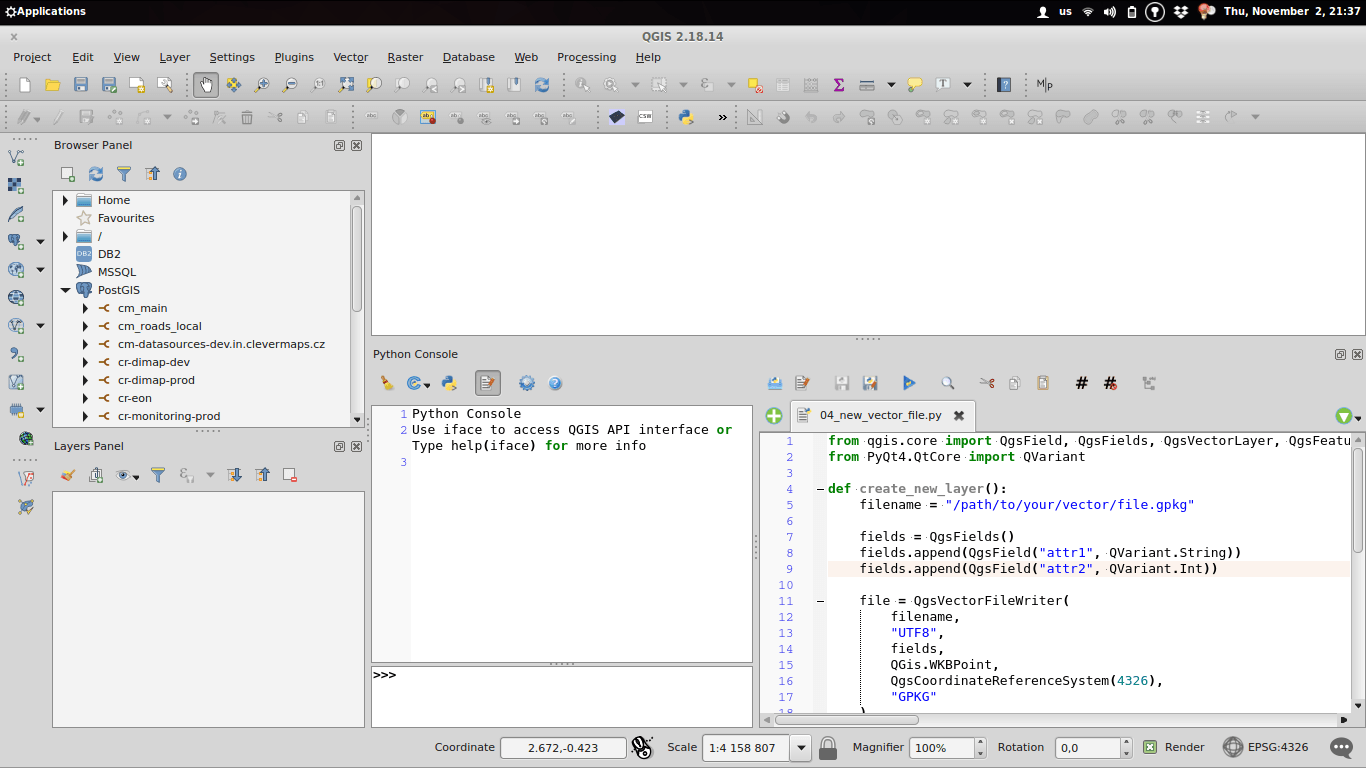 Applications
us
Thu, November 2, 21:37
x
QGIS 2.18.14
Project Edit View Layer Settings Plugins Vector Raster Database Web Processing Help
Browser Panel
Home
Favourites
/
DB2 DB2
MSSQL
PostGIS
cm_main
cm_roads_local
cm-datasources-dev.in.clevermaps.cz
cr-dimap-dev
cr-dimap-prod
cr-eon
cr-monitoring-prod
Layers Panel
Python Console
1 Python Console
2 Use iface to access QGIS API interface or
Type help(iface) for more info
3
>>>
04_new_vector_file.py
1 from qgis.core import QgsField, QgsFields, QgsVectorLayer, QgsFeatu
2 from PyQt4.QtCore import QVariant
3
4 def create_new_layer():
5 filename = "/path/to/your/vector/file.gpkg"
6
7 fields = QgsFields()
8 fields.append(QgsField("attr1", QVariant.String))
9 fields.append(QgsField("attr2", QVariant.Int))
10
11 file = QgsVectorFileWriter(
12 filename,
13 "UTF8",
14 fields,
15 QGis.WKBPoint,
16 QgsCoordinateReferenceSystem(4326),
17 "GPKG"
18 )
Coordinate 2.672,-0.423 Scale 1:4 158 807 Magnifier 100% Rotation 0,0 Render EPSG:4326